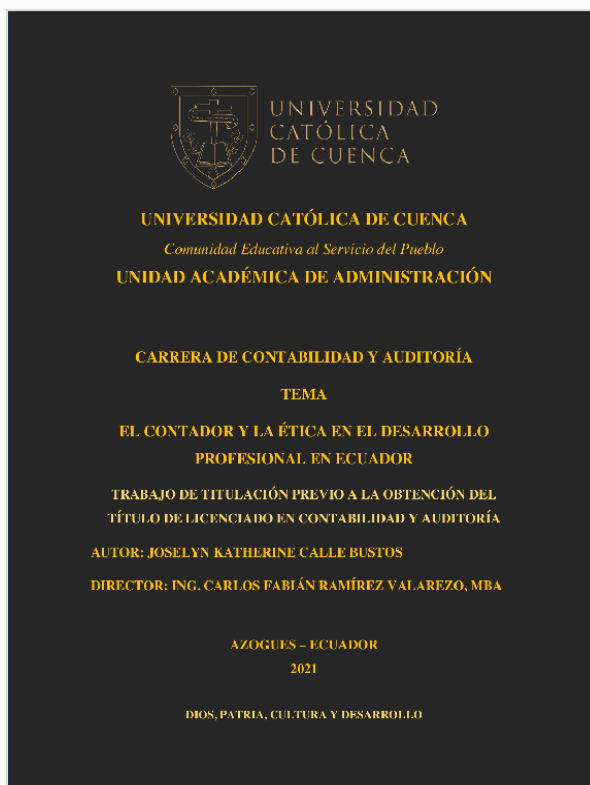 UNIVERSIDAD
CATÓLICA
DE CUENCA
UNIVERSIDAD CATÓLICA DE CUENCA
Comunidad Educativa al Servicio del Pueblo
UNIDAD ACADÉMICA DE ADMINISTRACIÓN
CARRERA DE CONTABILIDAD Y AUDITORÍA
TEMA
EL CONTADOR Y LA ÉTICA EN EL DESARROLLO
PROFESIONAL EN ECUADOR
TRABAJO DE TITULACIÓN PREVIO A LA OBTENCIÓN DEL
TÍTULO DE LICENCIADO EN CONTABILIDAD Y AUDITORÍA
AUTOR: JOSELYN KATHERINE CALLE BUSTOS
DIRECTOR: ING. CARLOS FABIÁN RAMÍREZ VALAREZO, MBA
AZOGUES – ECUADOR
2021
DIOS, PATRIA, CULTURA Y DESARROLLO